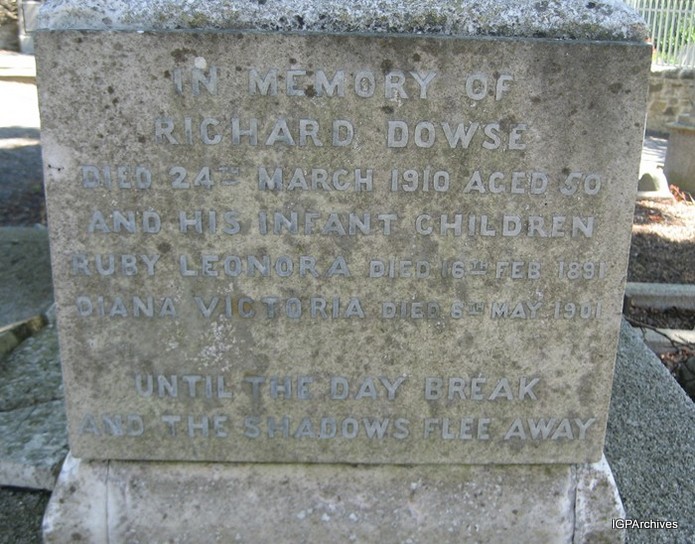 IN MEMORY OF
RICHARD DOWSE
DIED 24TH MARCH 1910 AGED 50
AND HIS INFANT CHILDREN
RUBY LEONORA DIED 16TH FEB 1891
DIANA VICTORIA DIED 6TH MAY 1901
UNTIL THE DAY BREAK
AND THE SHADOWS FLEE AWAY
IGPArchives